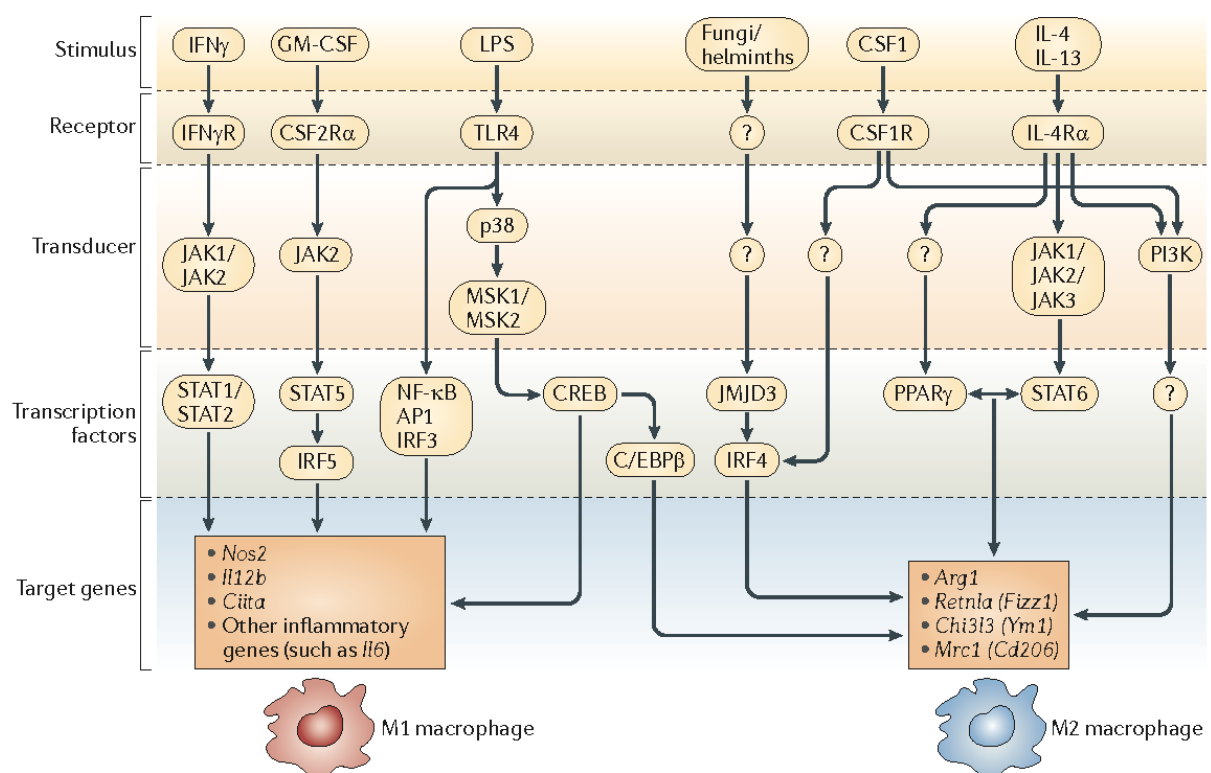 Stimulus
IFNγ
GM-CSF
LPS
Fungi/
helminths
CSF1
IL-4
IL-13
Receptor
IFNγR
CSF2Rα
TLR4
?
CSF1R
IL-4Rα
Transducer
JAK1/
JAK2
JAK2
p38
MSK1/
MSK2
?
?
?
JAK1/
JAK2/
JAK3
PI3K
Transcription
factors
STAT1/
STAT2
STAT5
IRF5
NF-κB
AP1
IRF3
CREB
C/EBPβ
JMJD3
IRF4
PPARγ
STAT6
?
Target genes
• Nos2
• Il12b
• Ciita
• Other inflammatory
genes (such as Il6)
• Arg1
• Retnla (Fizz1)
• Chi3l3 (Ym1)
• Mrc1 (Cd206)
M1 macrophage
M2 macrophage